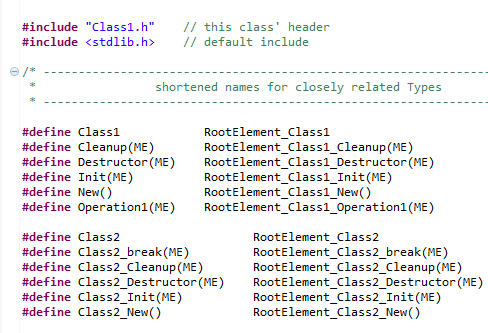 #include "Class1.h"    // this class' header
#include <stdlib.h>    // default include
/* ----------------------------------------------------------------
 *                 shortened names for closely related Types
 * ----------------------------------------------------------------
#define Class1            RootElement_Class1
#define Cleanup(ME)       RootElement_Class1_Cleanup(ME)
#define Destructor(ME)    RootElement_Class1_Destructor(ME)
#define Init(ME)          RootElement_Class1_Init(ME)
#define New()             RootElement_Class1_New()
#define Operation1(ME)    RootElement_Class1_Operation1(ME)
#define Class2                   RootElement_Class2
#define Class2_break(ME)         RootElement_Class2_break(ME)
#define Class2_Cleanup(ME)       RootElement_Class2_Cleanup(ME)
#define Class2_Destructor(ME)    RootElement_Class2_Destructor(ME)
#define Class2_Init(ME)          RootElement_Class2_Init(ME)
#define Class2_New()             RootElement_Class2_New()